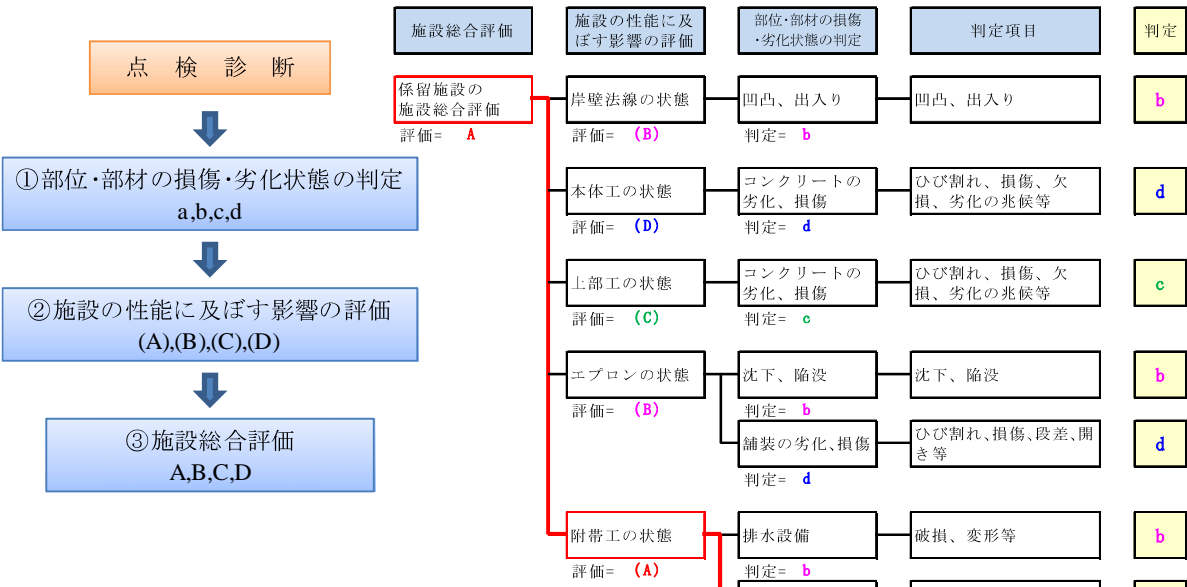 点検診断
①部位・部材の損傷・劣化状態の判定
a,b,c,d
②施設の性能に及ぼす影響の評価
(A),(B),(C),(D)
③施設総合評価
A,B,C,D
施設総合評価
施設の性能に及
ぼす影響の評価
部位・部材の損傷
・劣化状態の判定
判定項目
判定
係留施設の
施設総合評価
評価= A
岸壁法線の状態
評価= (B)
凹凸、出入り
判定= b
凹凸、出入り
b
本体工の状態
評価= (D)
コンクリートの
劣化、損傷
判定= d
ひび割れ、損傷、欠
損、劣化の兆候等
d
上部工の状態
評価= (C)
コンクリートの
劣化、損傷
判定= c
ひび割れ、損傷、欠
損、劣化の兆候等
c
エプロンの状態
評価= (B)
沈下、陥没
判定= b
沈下、陥没
b
舗装の劣化、損傷
判定= d
ひび割れ、損傷、段差、開
き等
d
附帯工の状態
評価= (A)
排水設備
判定= b
破損、変形等
b